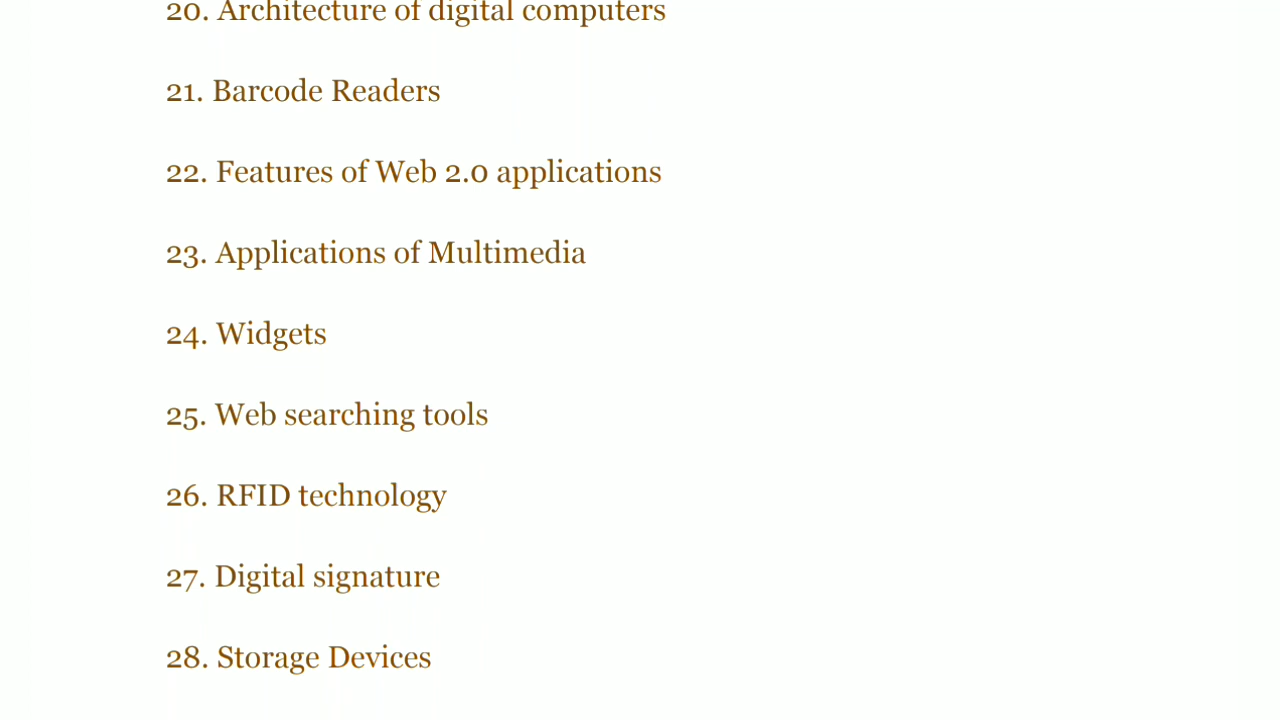 20. Architecture of digital computers
21. Barcode Readers
22. Features of Web 2.0 applications
23. Applications of Multimedia
24. Widgets
25. Web searching tools
26. RFID technology
27. Digital signature
28. Storage Devices